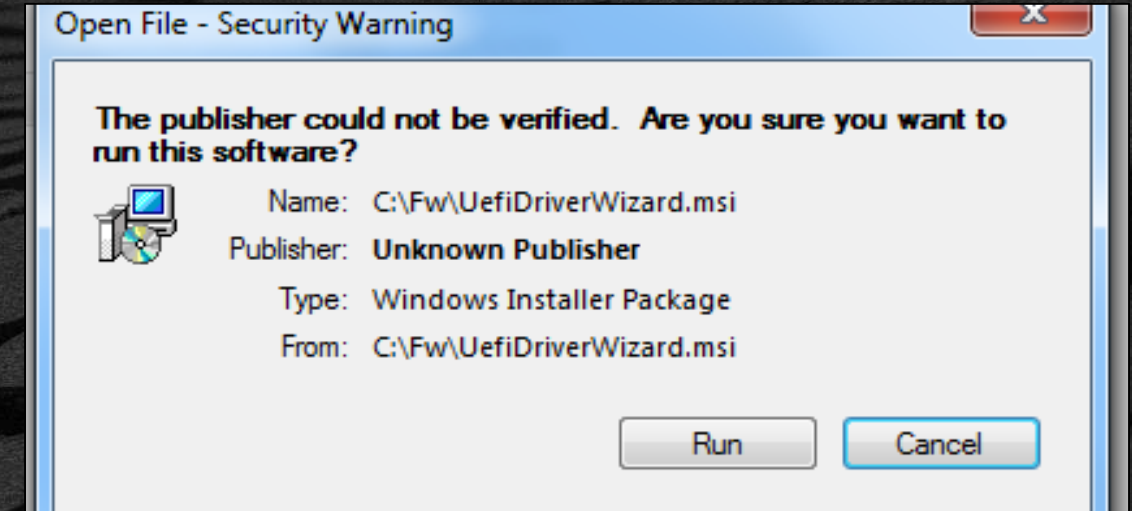 Open File - Security Warning
The publisher could not be verified.  Are you sure you want to
run this software?
Name: C:\Fw\UefiDriverWizard.msi
Publisher: Unknown Publisher
Type: Windows Installer Package
From: C:\Fw\UefiDriverWizard.msi
Run Cancel